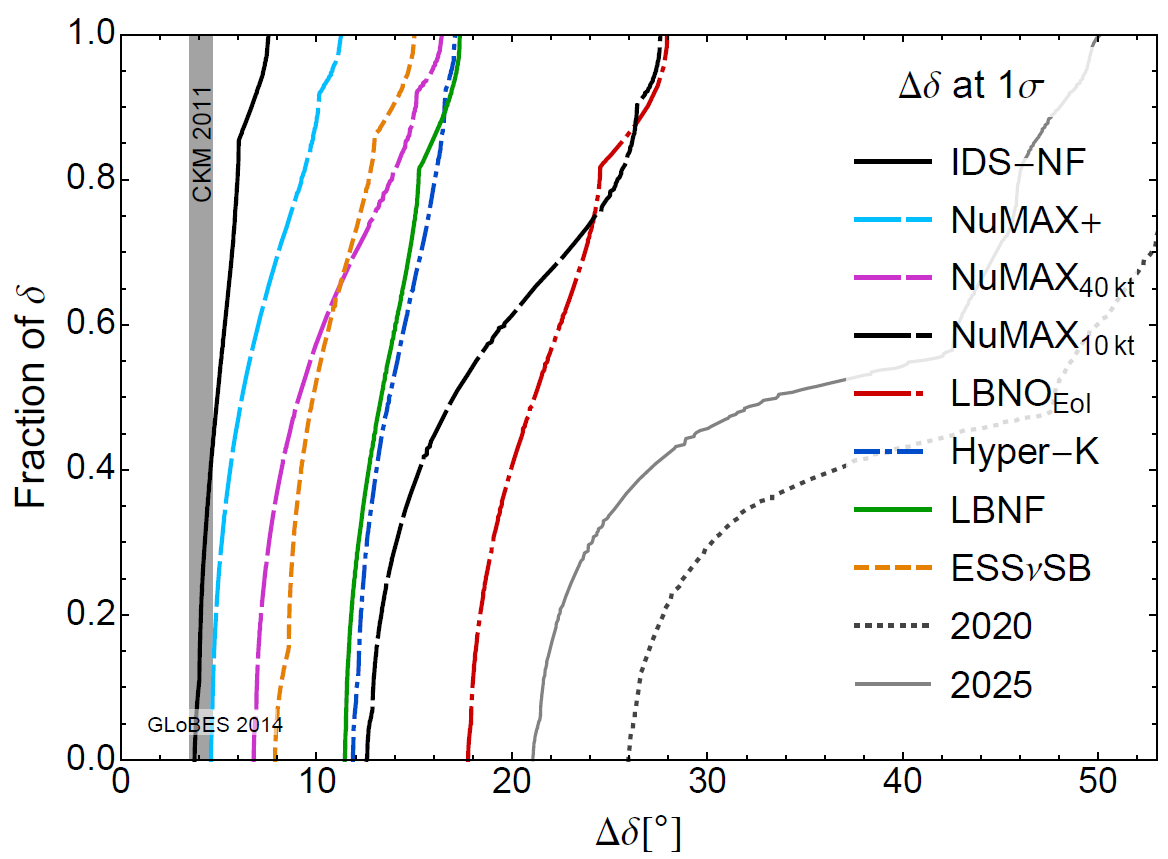 1.0
0.8
0.6
0.4
0.2
0.0
Fraction of δ
CKM 2011
GLoBES 2014
Δδ at 1σ
IDS−NF
NuMAX+
NuMAX40 kt
NuMAX10 kt
LBNOEoI
Hyper−K
LBNF
ESSνSB
2020
2025
0 10 20 30 40 50
Δδ[°]